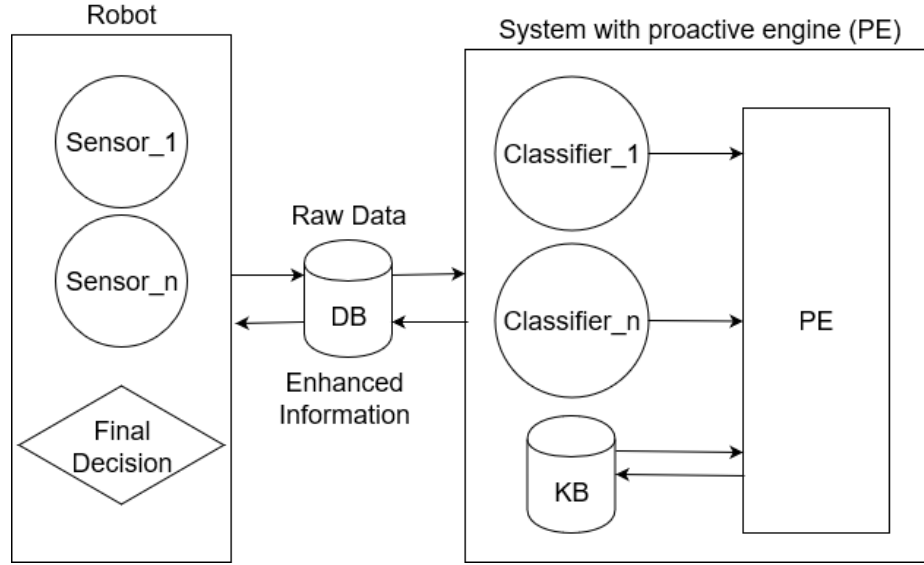 Robot
Sensor_1
Sensor_n
Final
Decision
Raw Data
DB
Enhanced
Information
System with proactive engine (PE)
Classifier_1
Classifier_n
KB
PE